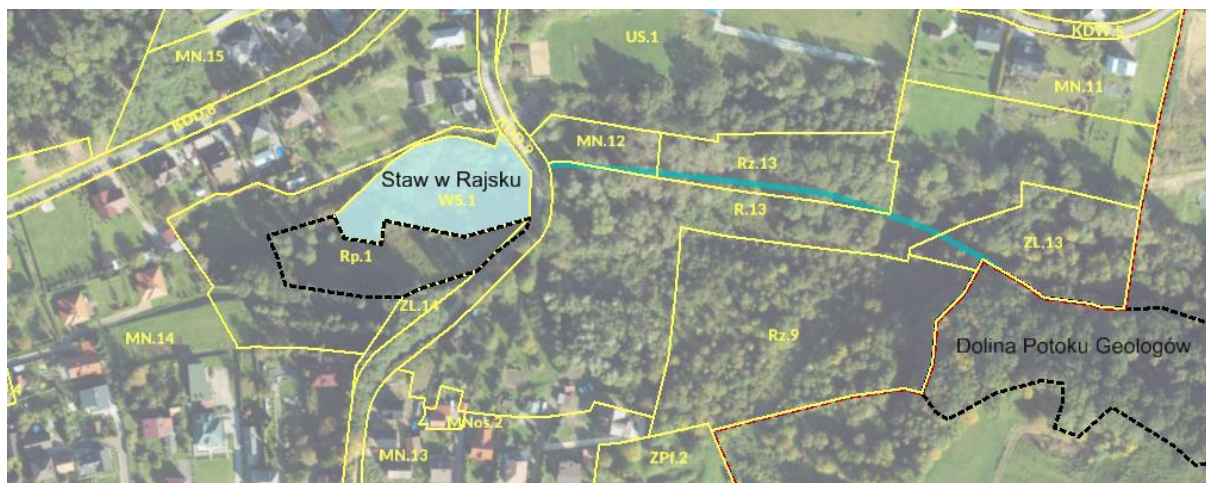 US.1
KDW.5
MN.15
MN.11
KDD.8
MN.12
Rz.13
Staw w Rajsku
WS.1
R.13
ZL.13
Rp.1
ZL.14
MN.14
Rz.9
Dolina Potoku Geologów
MNos.2
MN.13
ZPf.2